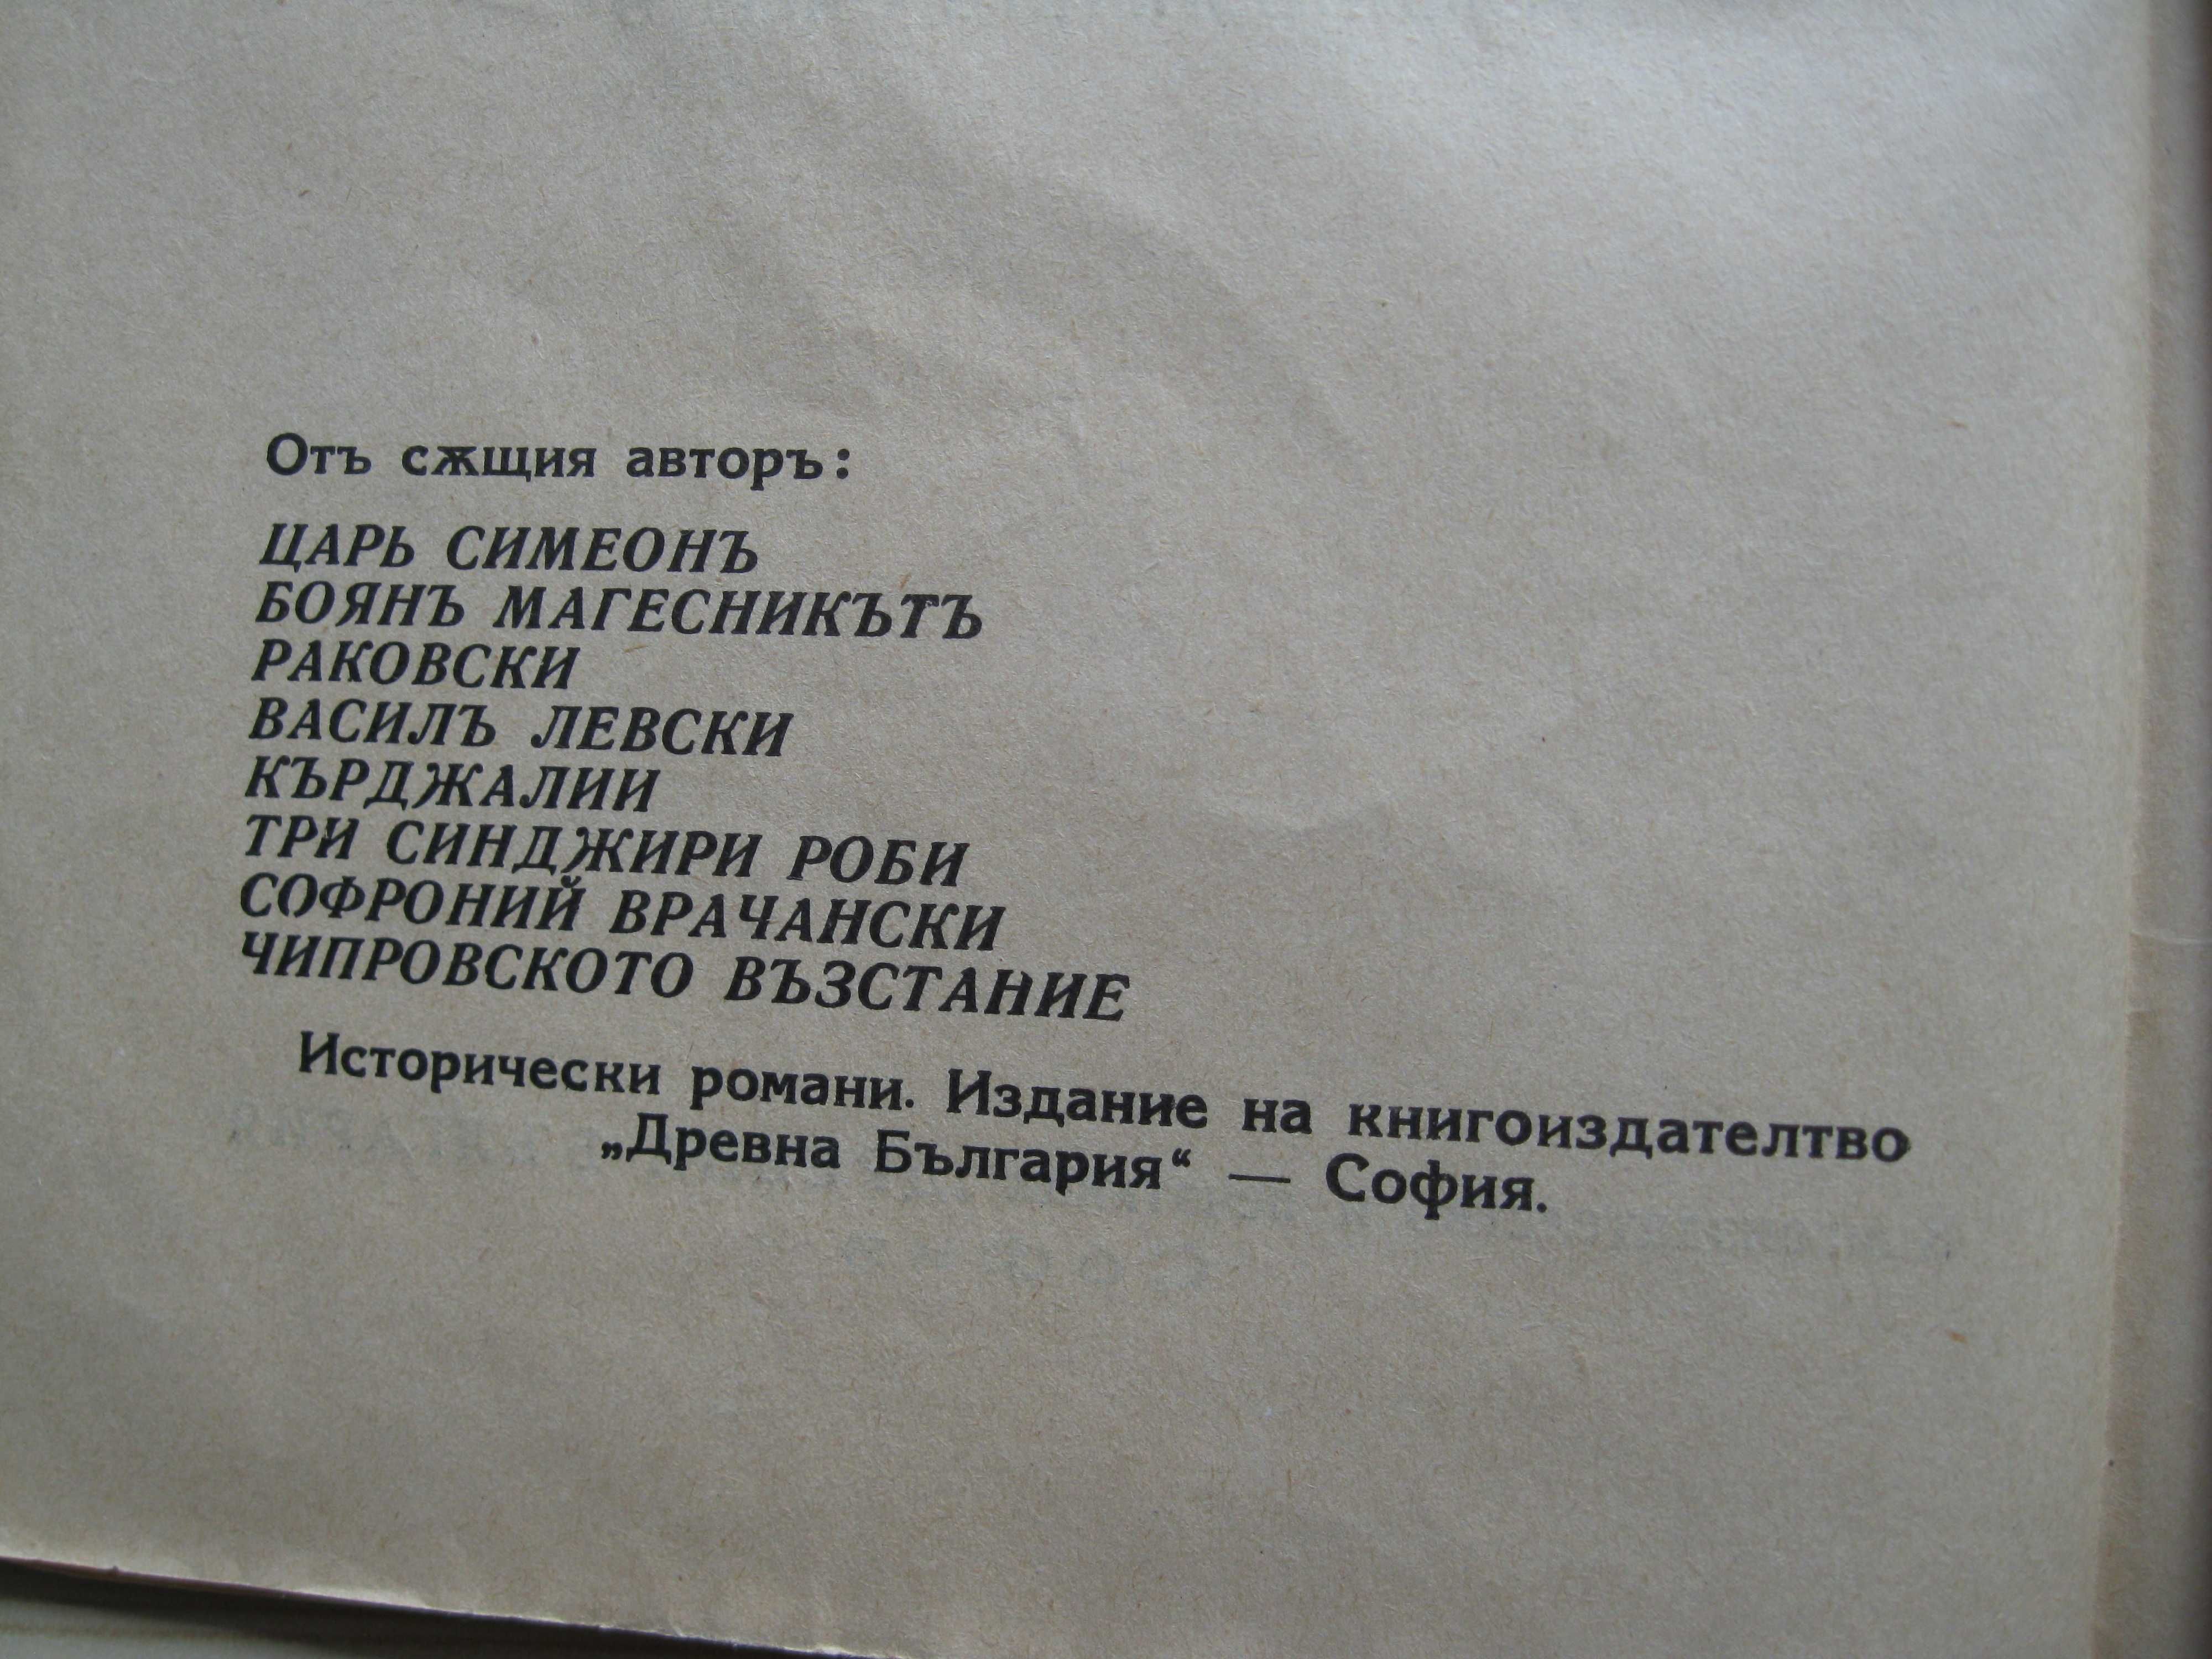 Отъ сѫщия авторъ:
ЦАРЬ СИМЕОНЪ
БОЯНЪ МАГЕСНИКЪТЪ
РАКОВСКИ
ВАСИЛЪ ЛЕВСКИ
КЪРДЖАЛИИ
ТРИ СИНДЖИРИ РОБИ
СОФРОНИЙ ВРАЧАНСКИ
ЧИПРОВСКОТО ВЪЗСТАНИЕ
Исторически романи. Издание на книгоиздателтво
„Древна България“ — София.